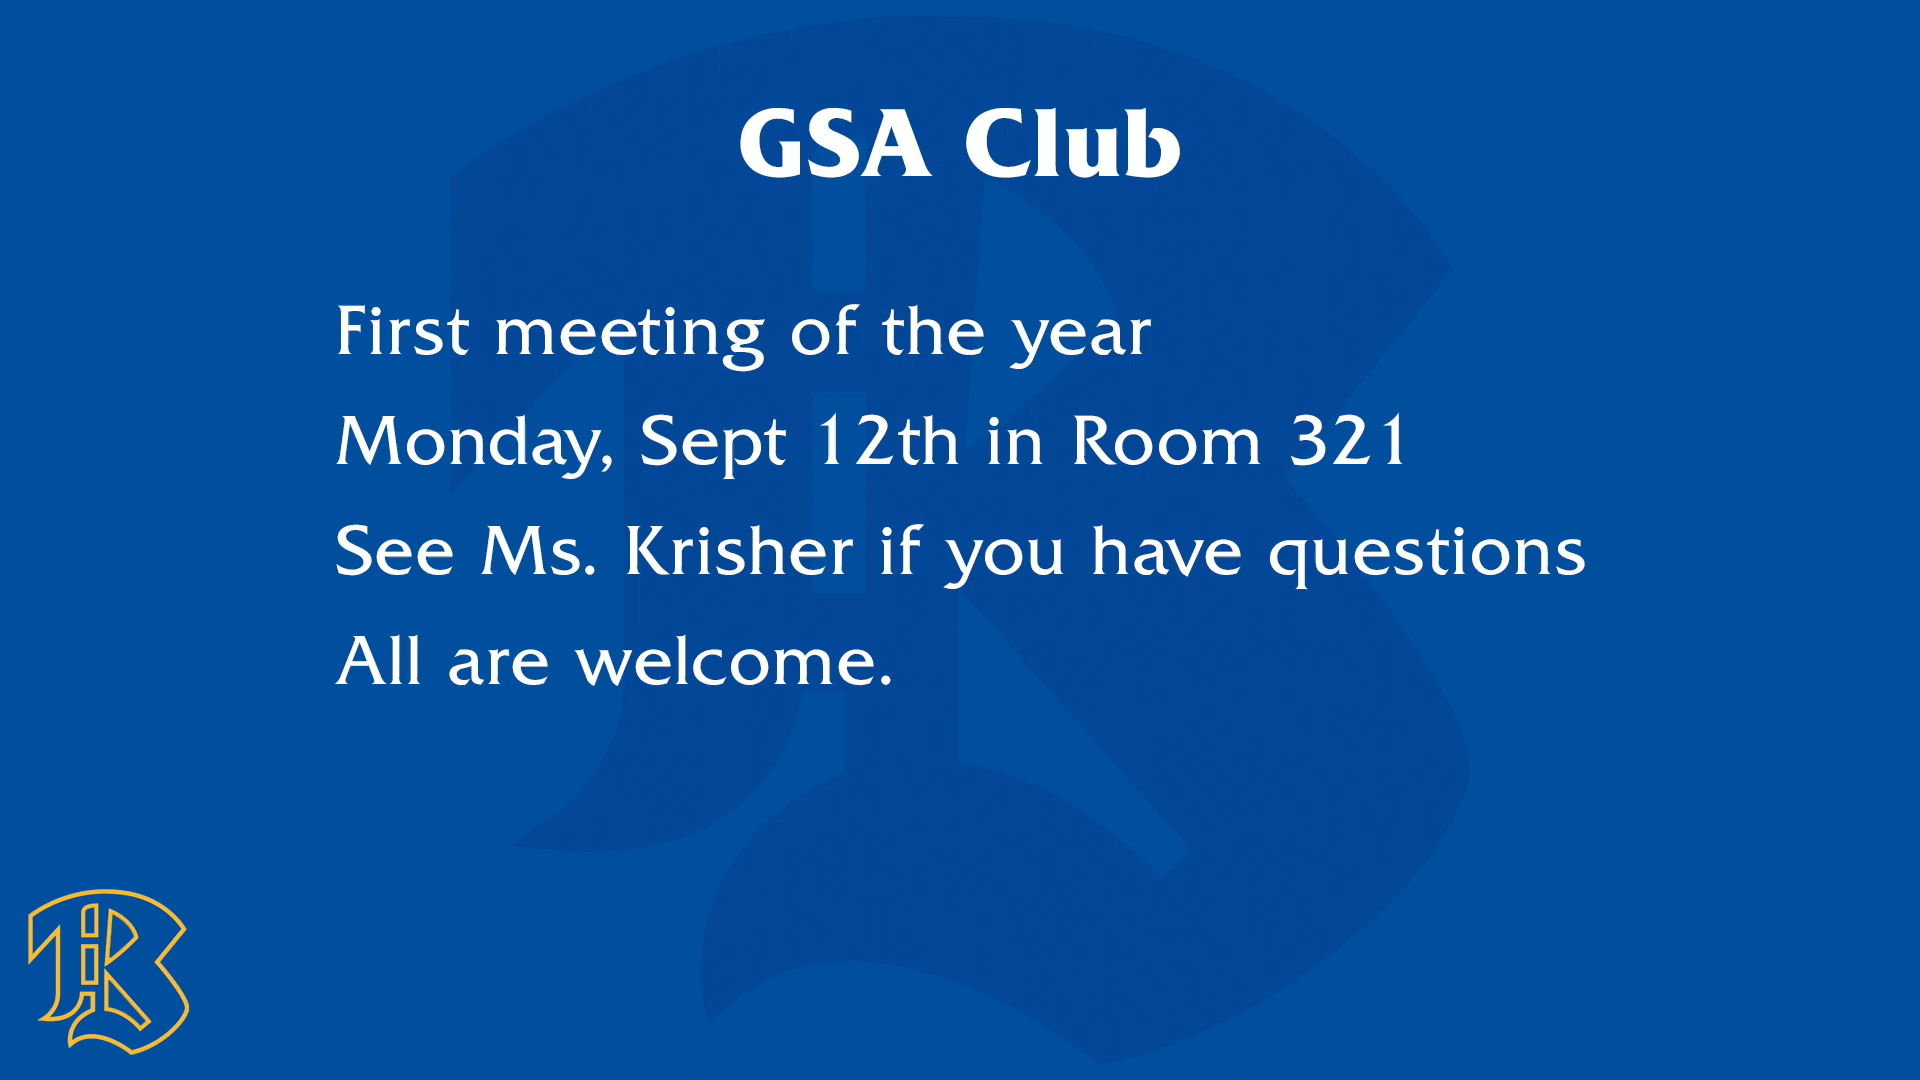 GSA Club
First meeting of the year
Monday, Sept 12th in Room 321
See Ms. Krisher if you have questions
All are welcome.
B